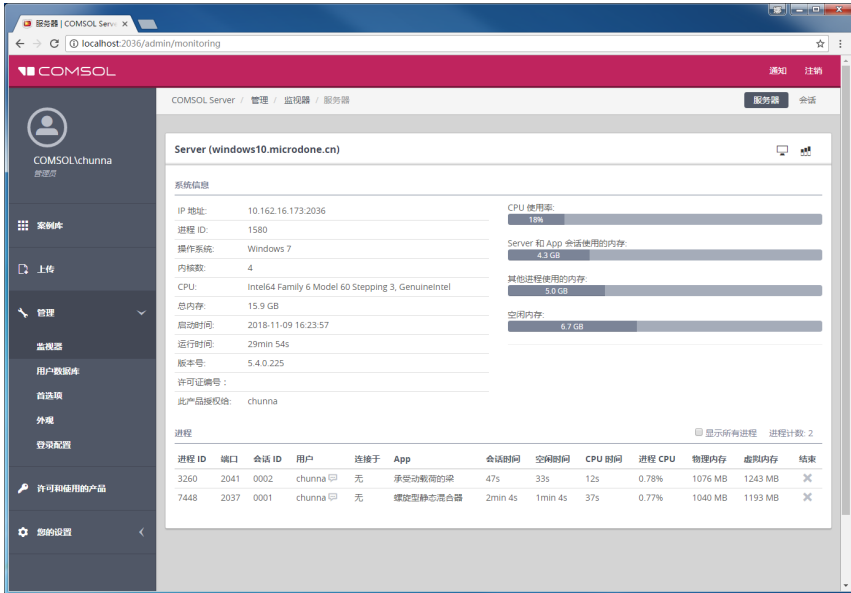 服务器 | COMSOL Serve
localhost:2036/admin/monitoring
COMSOL
通知 注销
COMSOL\chunna
管理员
案例库
上传
管理
监视器
用户数据库
首选项
外观
登录配置
许可和使用的产品
您的设置
COMSOL Server / 管理 / 监视器 / 服务器
服务器 会话
Server (windows10.microdone.cn)
系统信息
IP 地址: 10.162.16.173:2036
进程 ID: 1580
操作系统: Windows 7
内核数: 4
CPU: Intel64 Family 6 Model 60 Stepping 3, GenuineIntel
总内存: 15.9 GB
启动时间: 2018-11-09 16:23:57
运行时间: 29min 54s
版本号: 5.4.0.225
许可证编号：
此产品授权给: chunna
CPU 使用率:
18%
Server 和 App 会话使用的内存:
4.3 GB
其他进程使用的内存:
5.0 GB
空闲内存:
6.7 GB
进程
显示所有进程 进程计数: 2
进程 ID 端口 会话 ID 用户 连接于 App 会话时间 空闲时间 CPU 时间 进程 CPU 物理内存 虚拟内存 结束
3260 2041 0002 chunna 无 承受动载荷的梁 47s 33s 12s 0.78% 1076 MB 1243 MB
7448 2037 0001 chunna 无 螺旋型静态混合器 2min 4s 1min 4s 37s 0.77% 1040 MB 1193 MB